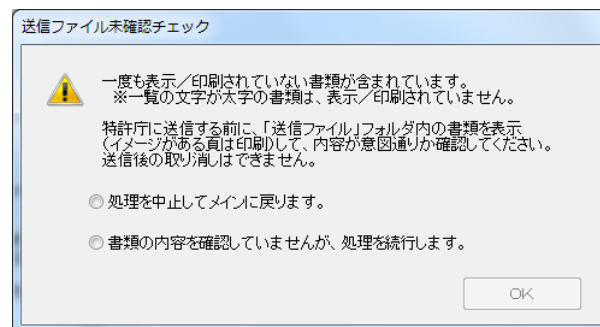 送信ファイル未確認チェック
一度も表示／印刷されていない書類が含まれています。
※一覧の文字が太字の書類は、表示／印刷されていません。
特許庁に送信する前に、「送信ファイル」フォルダ内の書類を表示
（イメージがある頁は印刷）して、内容が意図通りか確認してください。
送信後の取り消しはできません。
処理を中止してメインに戻ります。
書類の内容を確認していませんが、処理を続行します。
OK